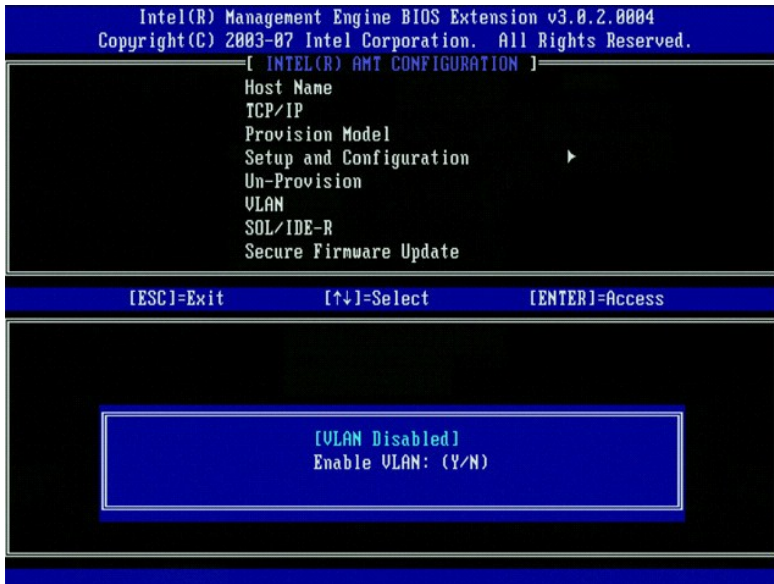 Intel(R) Management Engine BIOS Extension v3.0.2.0004
Copyright(C) 2003-07 Intel Corporation. All Rights Reserved.
[ INTEL(R) AMT CONFIGURATION ]
Host Name
TCP/IP
Provision Model
Setup and Configuration ▶
Un-Provision
VLAN
SOL/IDE-R
Secure Firmware Update
[ESC]=Exit [↑↓]=Select [ENTER]=Access
[VLAN Disabled]
Enable VLAN: (Y/N)